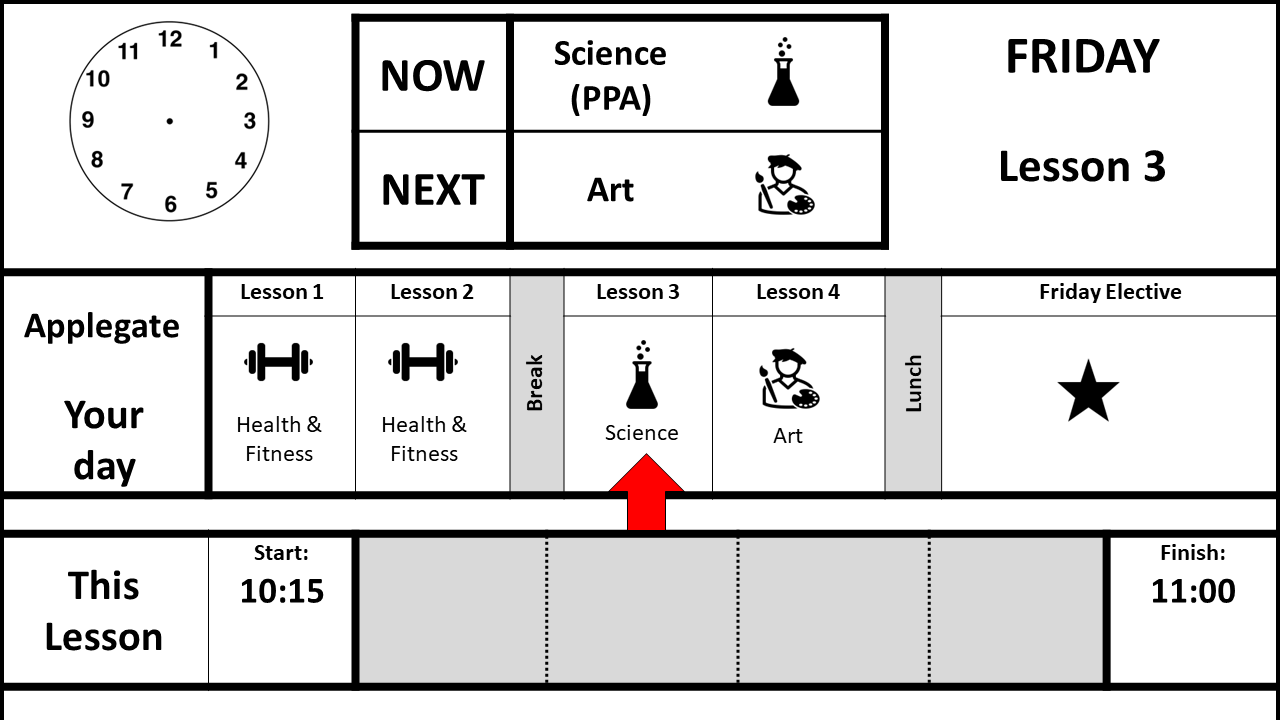 12
11
1
10
2
9
3
8
4
7
5
6
NOW
Science
(PPA)
NEXT
Art
FRIDAY
Lesson 3
Applegate
Your
day
Lesson 1
Health &
Fitness
Lesson 2
Health &
Fitness
Break
Lesson 3
Science
Lesson 4
Art
Lunch
Friday Elective
This
Lesson
Start:
10:15
Finish:
11:00